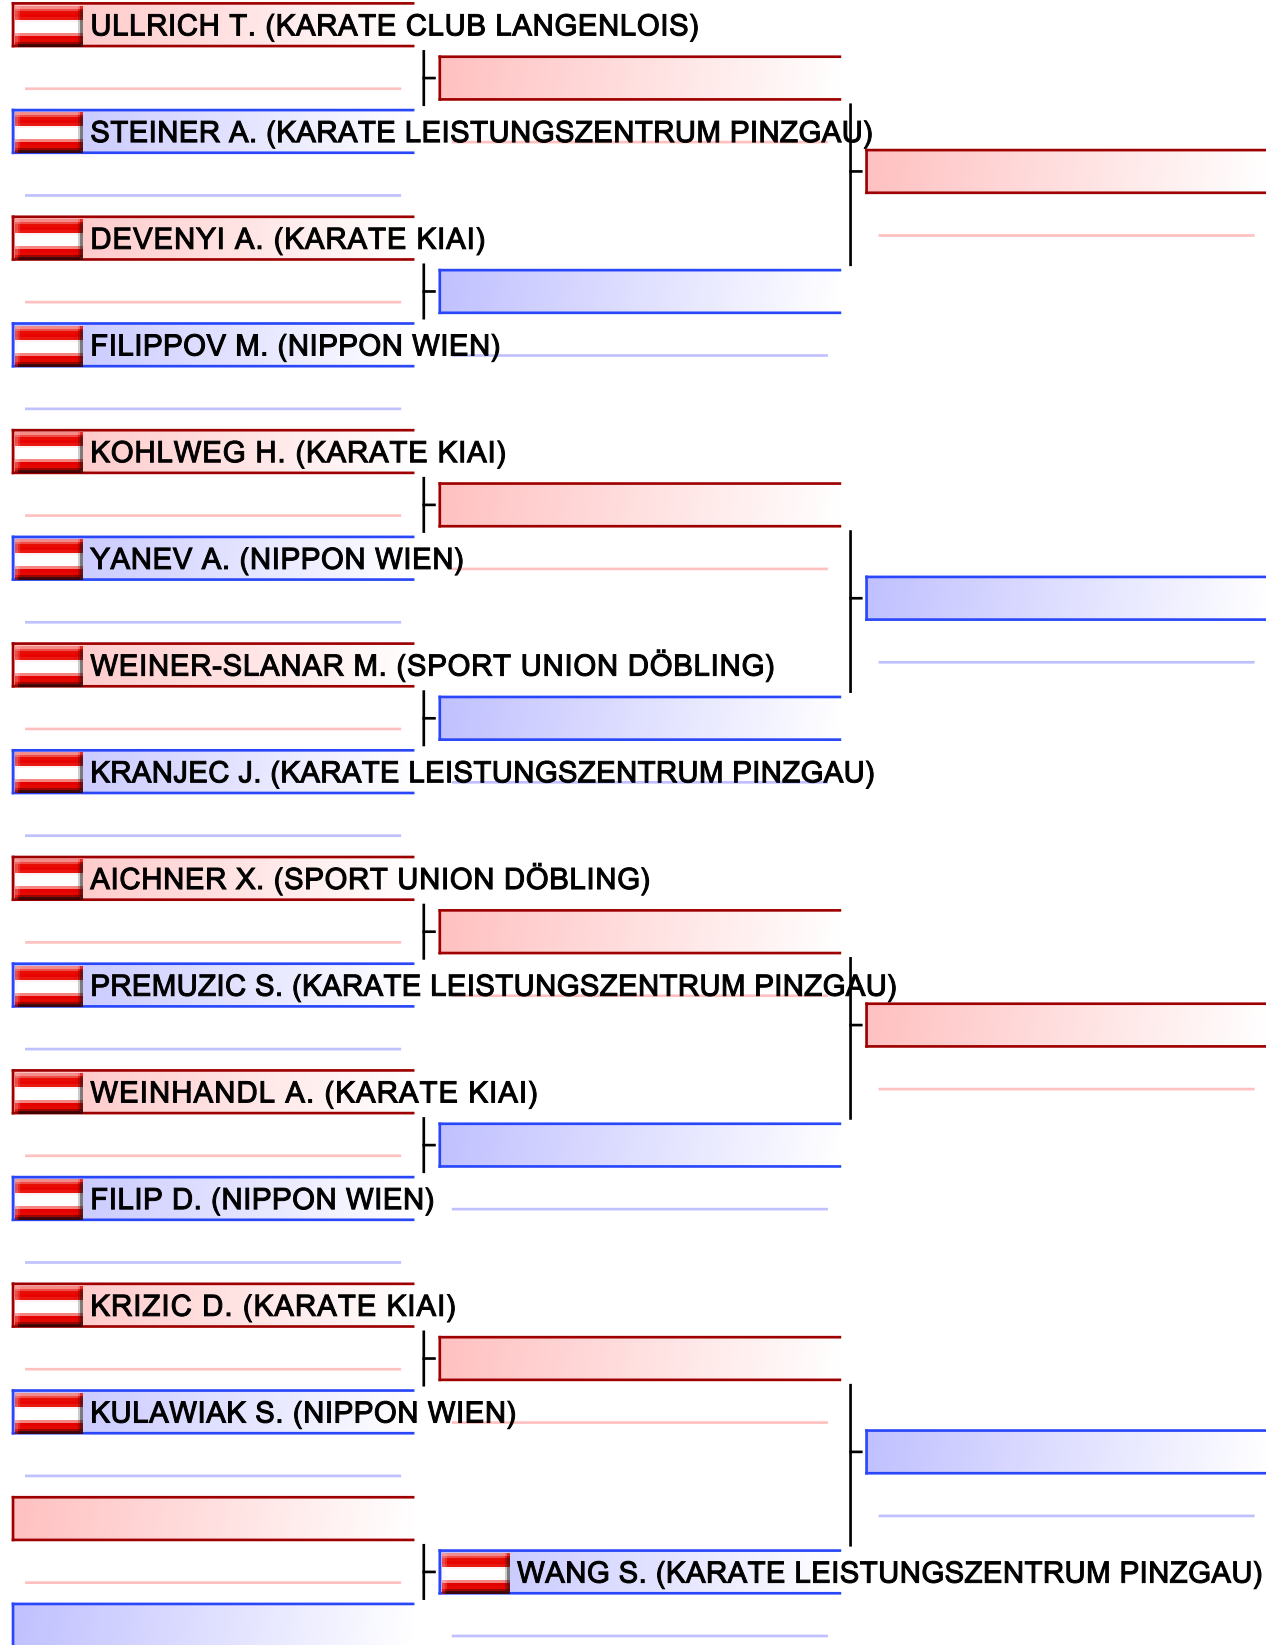 ULLRICH T. (KARATE CLUB LANGENLOIS)
STEINER A. (KARATE LEISTUNGSZENTRUM PINZGAU)
DEVENYI A. (KARATE KIAI)
FILIPPOV M. (NIPPON WIEN)
KOHLWEG H. (KARATE KIAI)
YANEV A. (NIPPON WIEN)
WEINER-SLANAR M. (SPORT UNION DÖBLING)
KRANJEC J. (KARATE LEISTUNGSZENTRUM PINZGAU)
AICHNER X. (SPORT UNION DÖBLING)
PREMUZIC S. (KARATE LEISTUNGSZENTRUM PINZGAU)
WEINHANDL A. (KARATE KIAI)
FILIP D. (NIPPON WIEN)
KRIZIC D. (KARATE KIAI)
KULAWIAK S. (NIPPON WIEN)
WANG S. (KARATE LEISTUNGSZENTRUM PINZGAU)